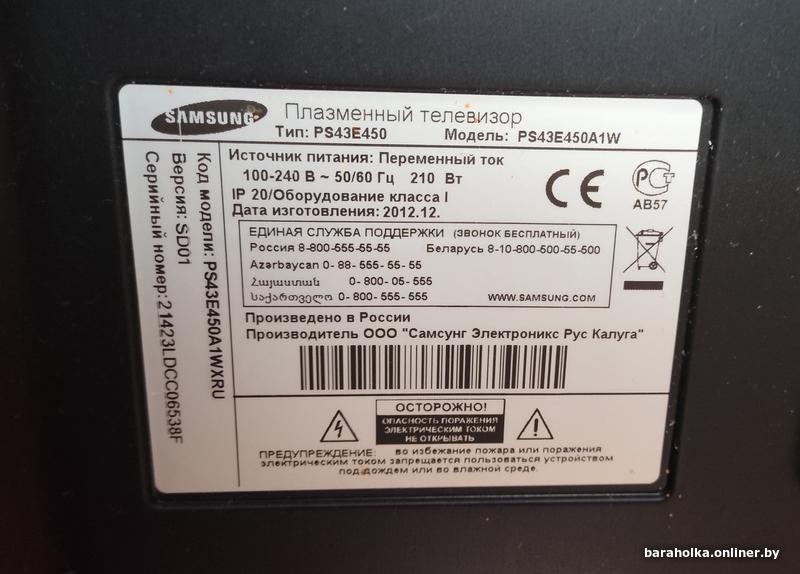 SAMSUNG
Плазменный телевизор
Тип: PS43E450 Модель: PS43E450A1W
Код модели: PS43E450A1WXRU
Версия: SD01
Серийный номер: 21423LDCC06538F
Источник питания: Переменный ток
100-240 В ~ 50/60 Гц 210 Вт
IP 20/Оборудование класса I
Дата изготовления: 2012.12.
CE
РСТ
АВ57
ЕДИНАЯ СЛУЖБА ПОДДЕРЖКИ (ЗВОНОК БЕСПЛАТНЫЙ)
Россия 8-800-555-55-55 Беларусь 8-10-800-500-55-500
Azərbaycan 0- 88- 555- 55- 55
Հայաստան 0- 800- 05- 555
საქართველო 0- 800- 555- 555 WWW.SAMSUNG.COM
Произведено в России
Производитель ООО "Самсунг Электроникс Рус Калуга"
ОСТОРОЖНО!
ОПАСНОСТЬ ПОРАЖЕНИЯ
ЭЛЕКТРИЧЕСКИМ ТОКОМ
НЕ ОТКРЫВАТЬ
ПРЕДУПРЕЖДЕНИЕ: во избежание пожара или поражения
электрическим током запрещается пользоваться устройством
под дождем или во влажной среде.
baraholka.onliner.by